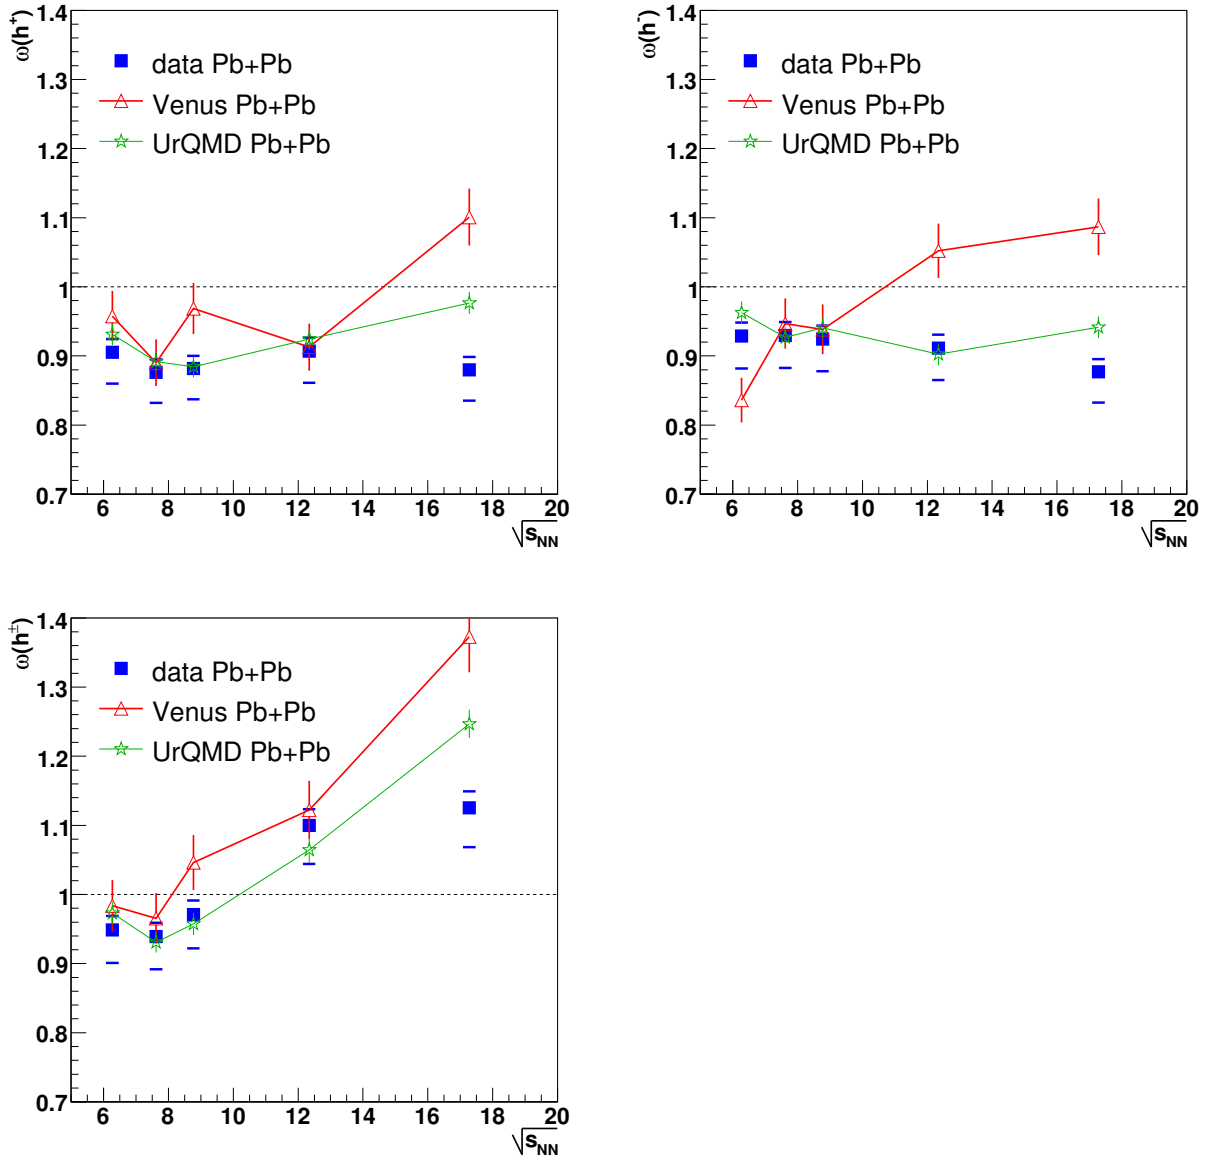 ω(h⁺)
1.4
1.3
1.2
1.1
1
0.9
0.8
0.7
data Pb+Pb
Venus Pb+Pb
UrQMD Pb+Pb
6 8 10 12 14 16 18 20
√sNN
ω(h⁻)
1.4
1.3
1.2
1.1
1
0.9
0.8
0.7
data Pb+Pb
Venus Pb+Pb
UrQMD Pb+Pb
6 8 10 12 14 16 18 20
√sNN
ω(h±)
1.4
1.3
1.2
1.1
1
0.9
0.8
0.7
data Pb+Pb
Venus Pb+Pb
UrQMD Pb+Pb
6 8 10 12 14 16 18 20
√sNN